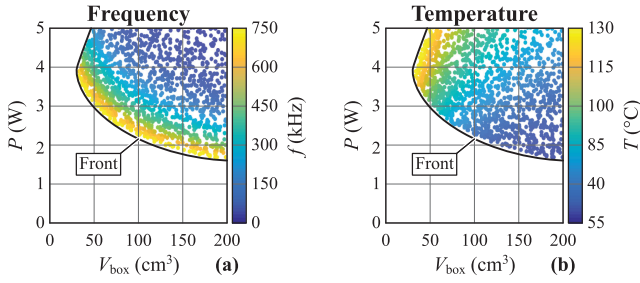 Frequency
5
4
3
2
1
0
P (W)
Front
0
50
100
150
200
V_box (cm³)
(a)
750
600
450
300
150
0
f (kHz)
Temperature
5
4
3
2
1
0
P (W)
Front
0
50
100
150
200
V_box (cm³)
(b)
130
115
100
85
40
55
T (°C)